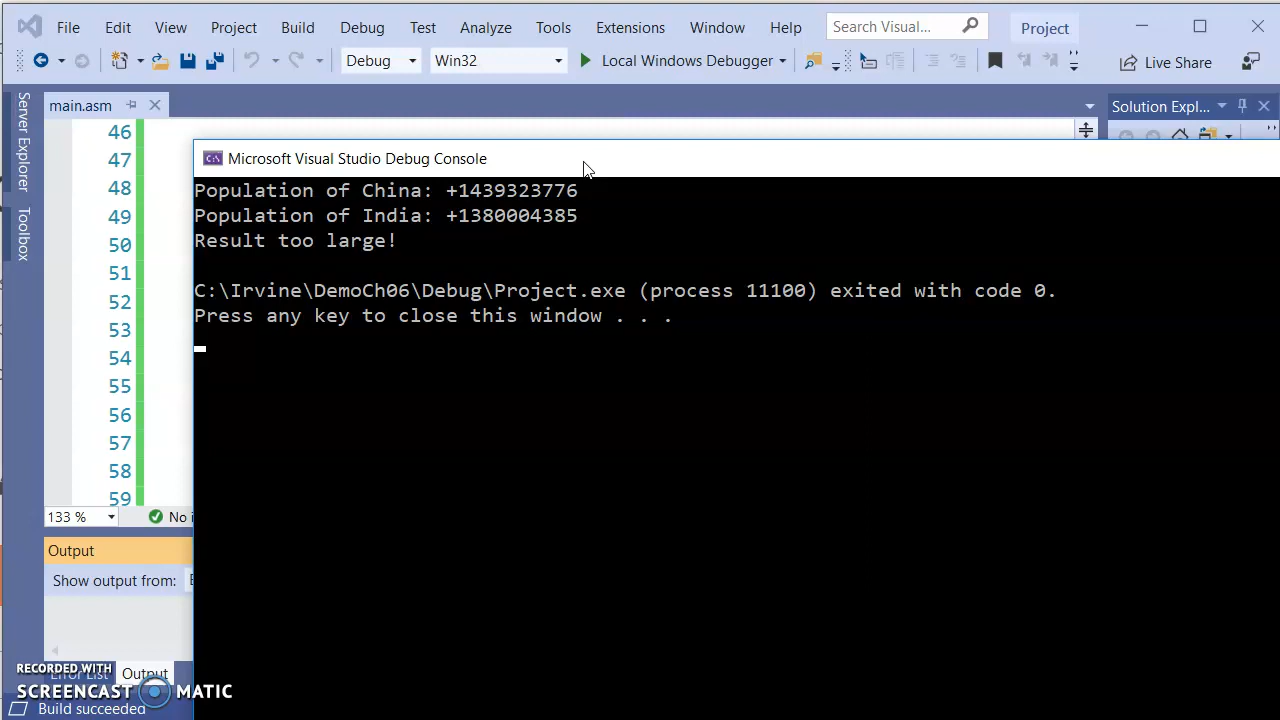 File Edit View Project Build Debug Test Analyze Tools Extensions Window Help Search Visual... Project
Debug Win32 Local Windows Debugger Live Share
Server Explorer
Toolbox
main.asm
Solution Expl...
46
47
48
49
50
51
52
53
54
55
56
57
58
59
Microsoft Visual Studio Debug Console
Population of China: +1439323776
Population of India: +1380004385
Result too large!
C:\Irvine\DemoCh06\Debug\Project.exe (process 11100) exited with code 0.
Press any key to close this window . . .
133 % No i
Output
Show output from:
Error List Output
RECORDED WITH
SCREENCAST MATIC
Build succeeded